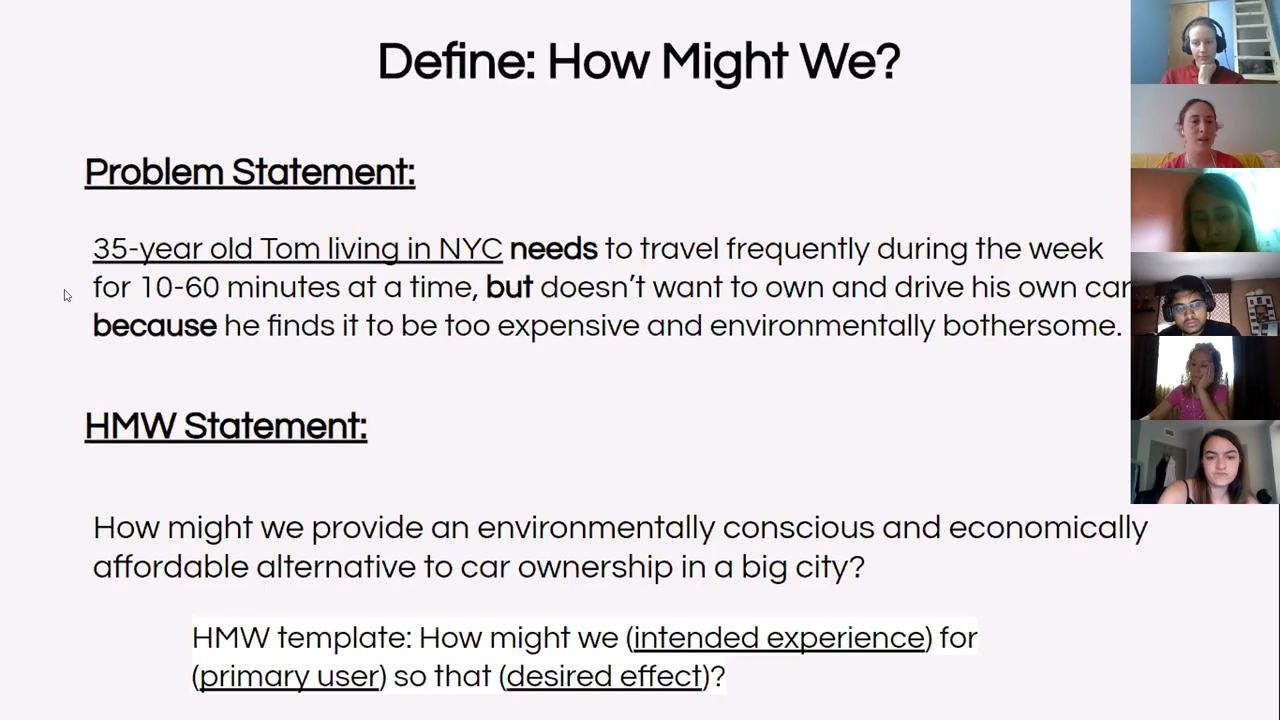 Define: How Might We?
Problem Statement:
35-year old Tom living in NYC needs to travel frequently during the week
for 10-60 minutes at a time, but doesn't want to own and drive his own car
because he finds it to be too expensive and environmentally bothersome.
HMW Statement:
How might we provide an environmentally conscious and economically
affordable alternative to car ownership in a big city?
HMW template: How might we (intended experience) for
(primary user) so that (desired effect)?